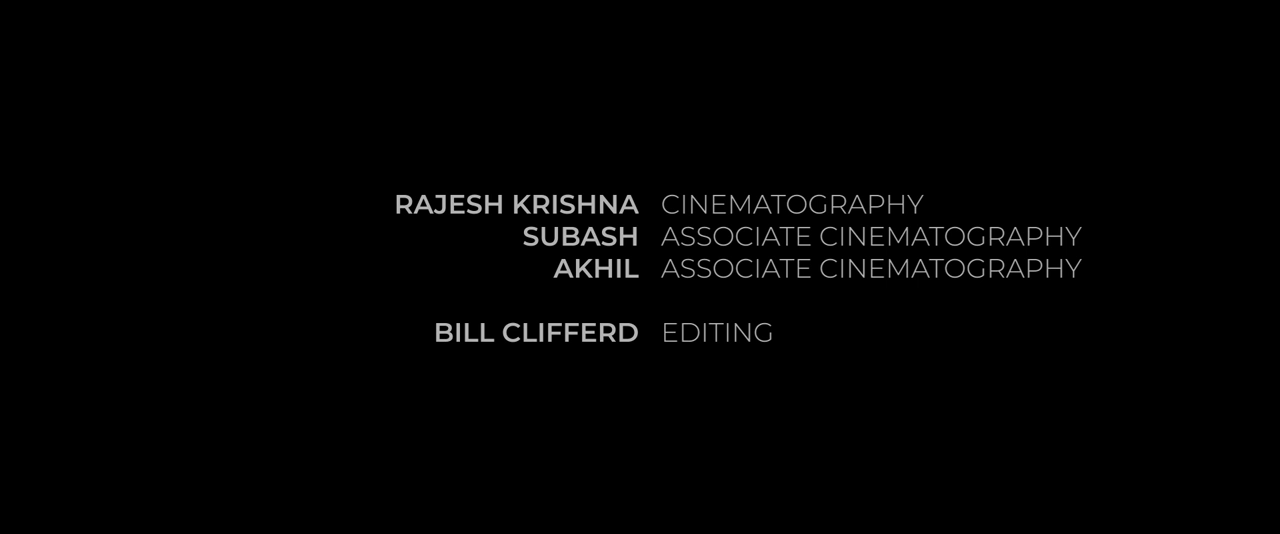 RAJESH KRISHNA CINEMATOGRAPHY
SUBASH ASSOCIATE CINEMATOGRAPHY
AKHIL ASSOCIATE CINEMATOGRAPHY
BILL CLIFFERD EDITING